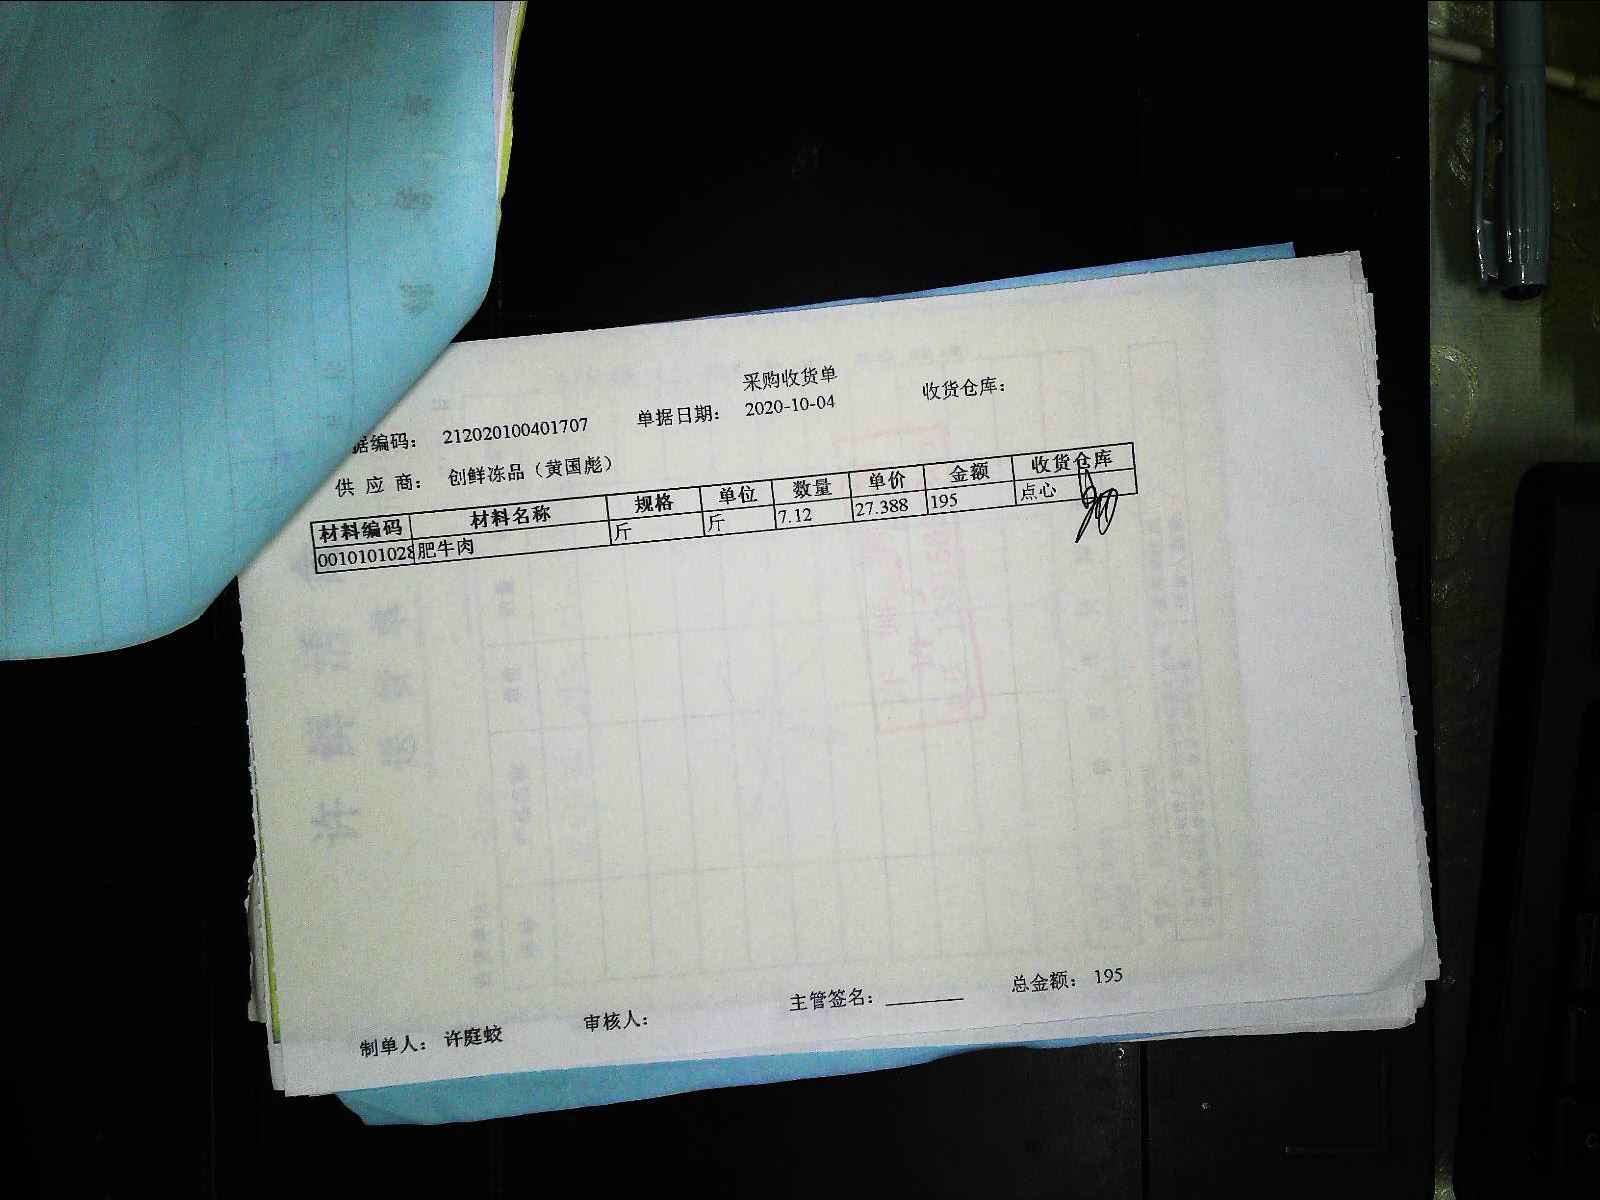 采购收货单
据编码： 212020100401707 单据日期： 2020-10-04 收货仓库：
供 应 商： 创鲜冻品（黄国彪）
材料编码 材料名称 规格 单位 数量 单价 金额 收货仓库
0010101028 肥牛肉 斤 斤 7.12 27.388 195 点心
制单人： 许庭蛟 审核人： 主管签名：________ 总金额： 195